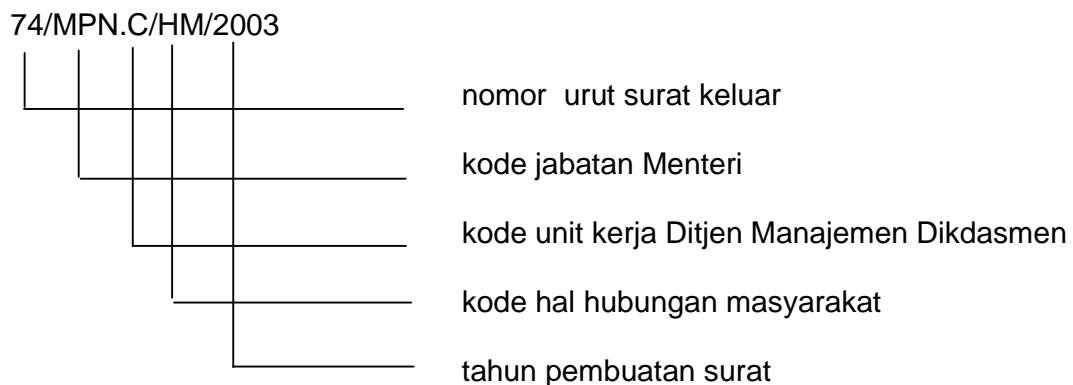 74/MPN.C/HM/2003
nomor urut surat keluar
kode jabatan Menteri
kode unit kerja Ditjen Manajemen Dikdasmen
kode hal hubungan masyarakat
tahun pembuatan surat